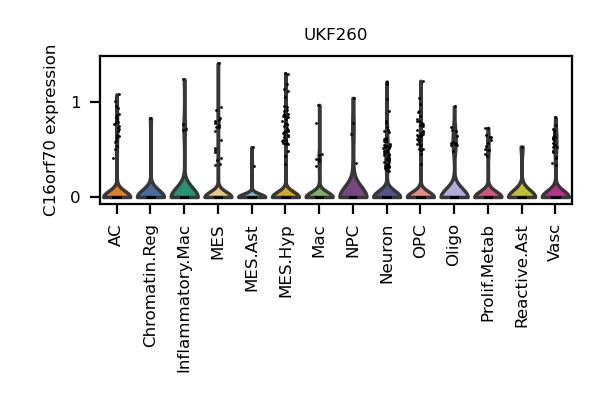 UKF260
C16orf70 expression
1
0
AC
Chromatin.Reg
Inflammatory.Mac
MES
MES.Ast
MES.Hyp
Mac
NPC
Neuron
OPC
Oligo
Prolif.Metab
Reactive.Ast
Vasc